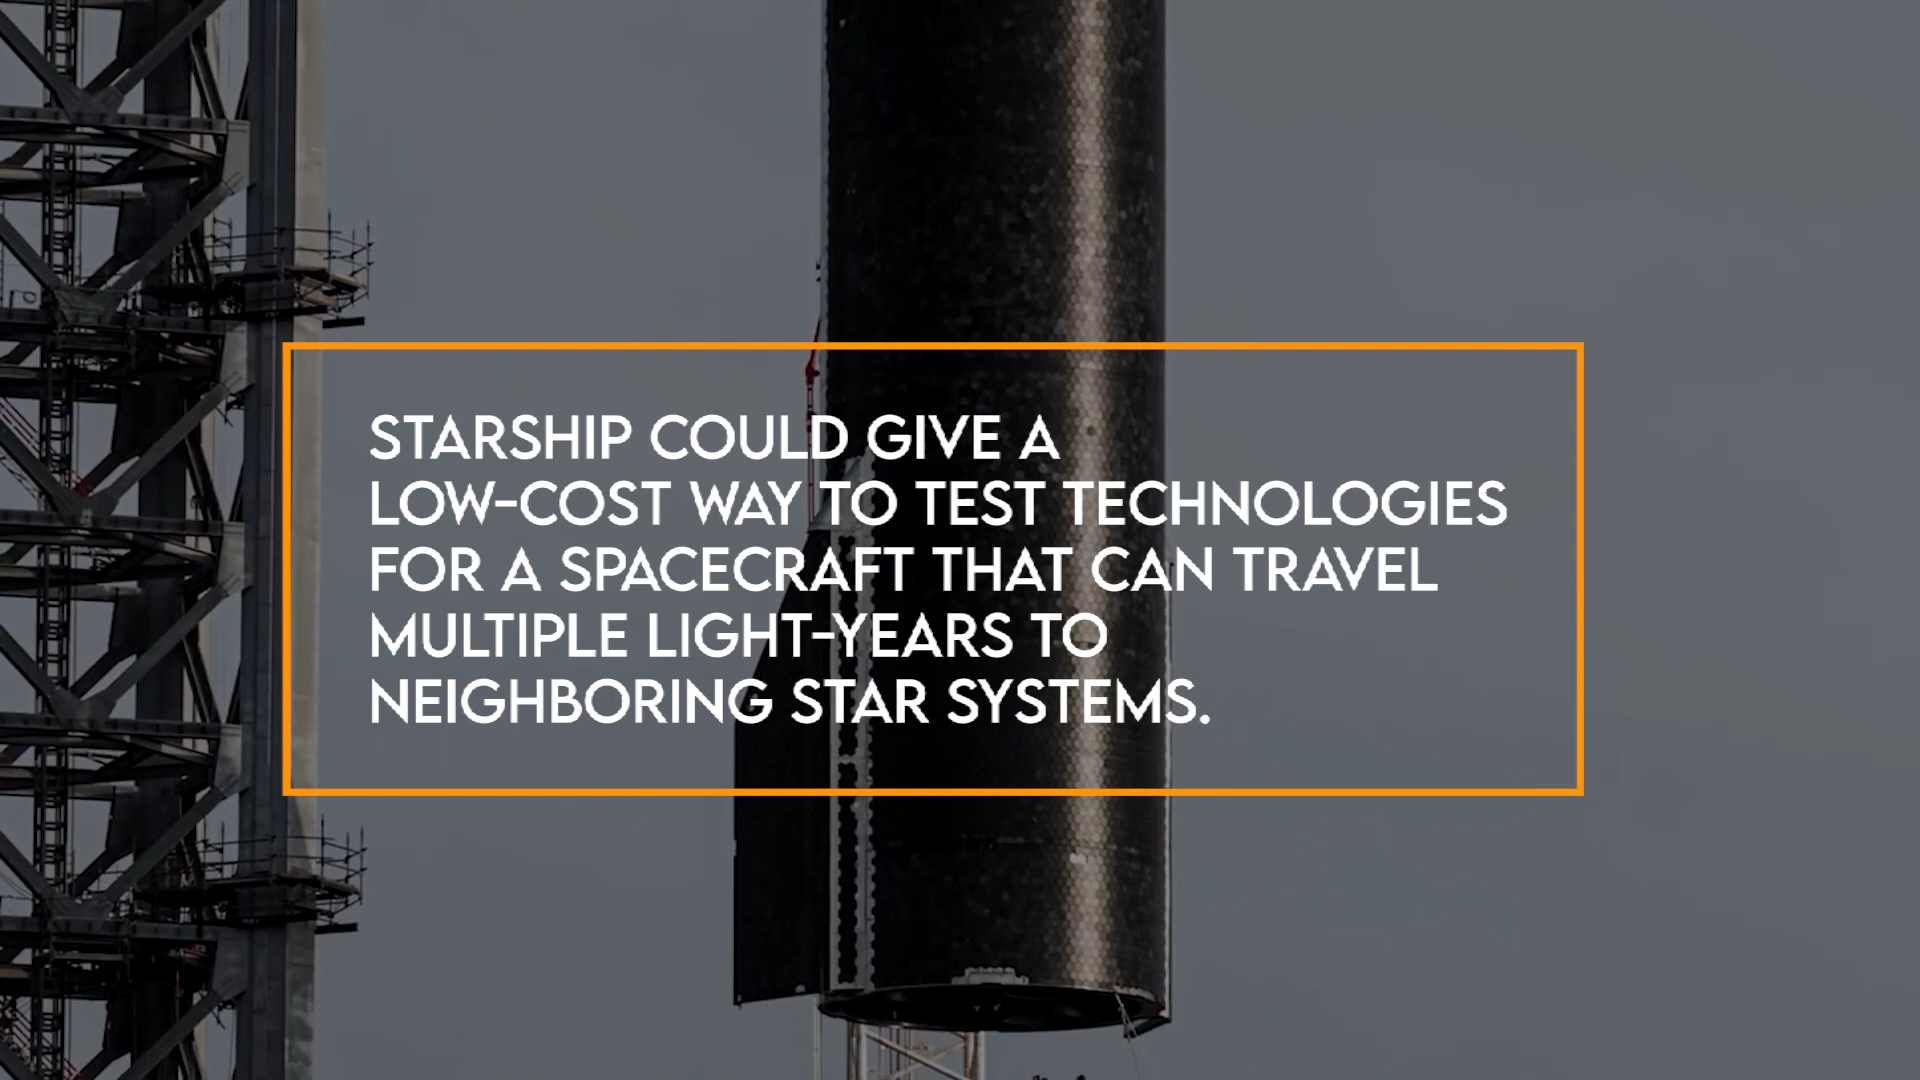 STARSHIP COULD GIVE A
LOW-COST WAY TO TEST TECHNOLOGIES
FOR A SPACECRAFT THAT CAN TRAVEL
MULTIPLE LIGHT-YEARS TO
NEIGHBORING STAR SYSTEMS.